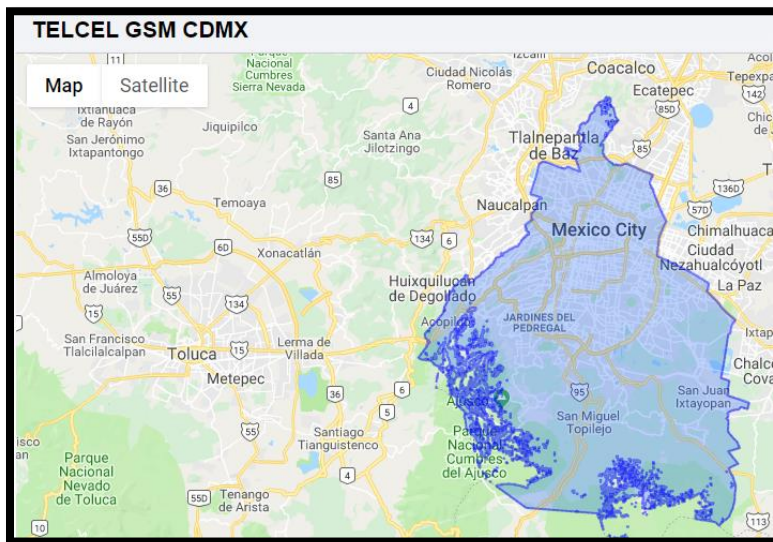 TELCEL GSM CDMX
Map
Satellite
Parque
Nacional
Cumbres
Sierra Nevada
11
Ixtlahuaca
de Rayón
San Jerónimo
Ixtapantongo
Jiquipilco
Ciudad Nicolás
Romero
4
Izcalli
Coacalco
Ecatepec
142
85D
Santa Ana
Jilotzingo
Tlalnepantla
de Baz
85
85
36
Temoaya
Naucalpan
136D
57D
Mexico City
Chimalhuaca
Ciudad
Nezahualcóyotl
La Paz
55D
6D
Xonacatlán
134
6
Almoloya
de Juárez
55
134
Huixquilucan
de Degollado
15
JARDINES DEL
PEDREGAL
San Francisco
Tlalcilalcalpan
Toluca
15
Lerma de
Villada
Metepec
36
6
5
Chalco
Ajusco
95
San Juan
Ixtayopan
San Miguel
Topilejo
55
Santiago
Tianguistenco
Parque
Nacional
Cumbres
del Ajusco
Parque
Nacional
Nevado
de Toluca
4
55D
Tenango
de Arista
10
113